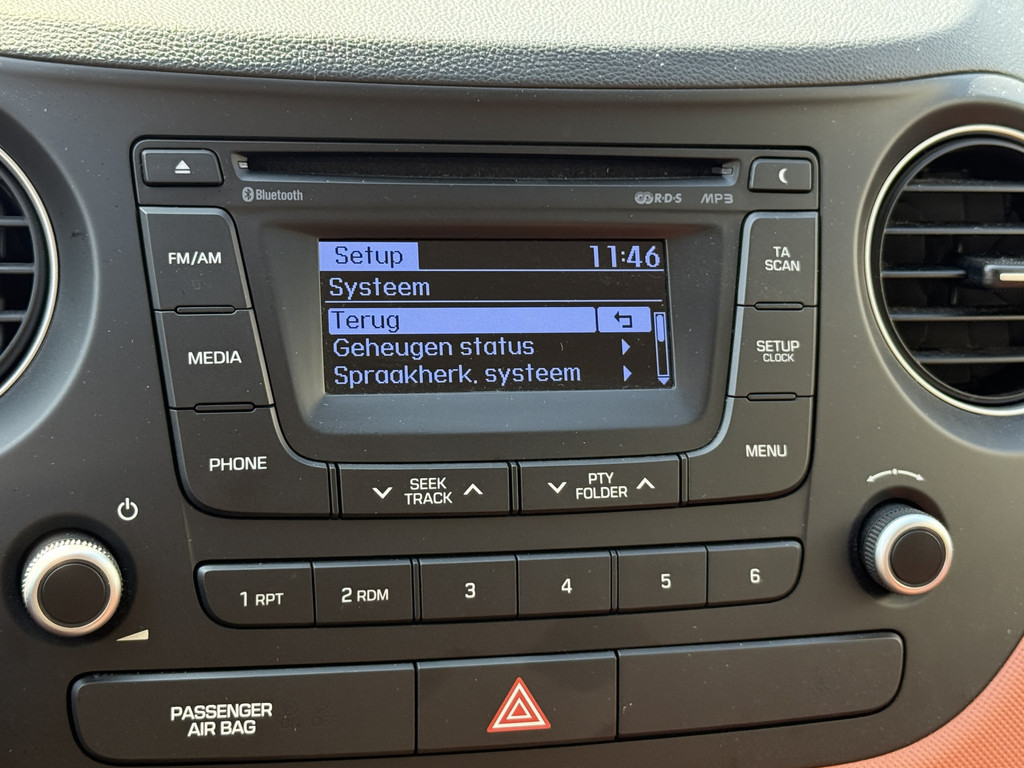 Bluetooth
R·D·S MP3
FM/AM
MEDIA
PHONE
Setup 11:46
Systeem
Terug
Geheugen status
Spraakherk. systeem
TA
SCAN
SETUP
CLOCK
MENU
SEEK
TRACK
PTY
FOLDER
1 RPT
2 RDM
3
4
5
6
PASSENGER
AIR BAG